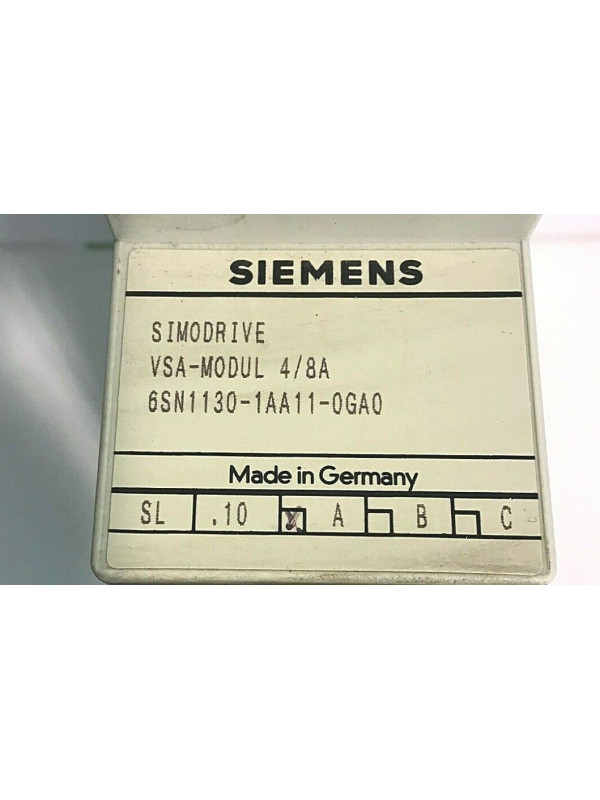 SIEMENS
SIMODRIVE
VSA-MODUL 4/8A
6SN1130-1AA11-0GA0
Made in Germany
SL .10 X A B C